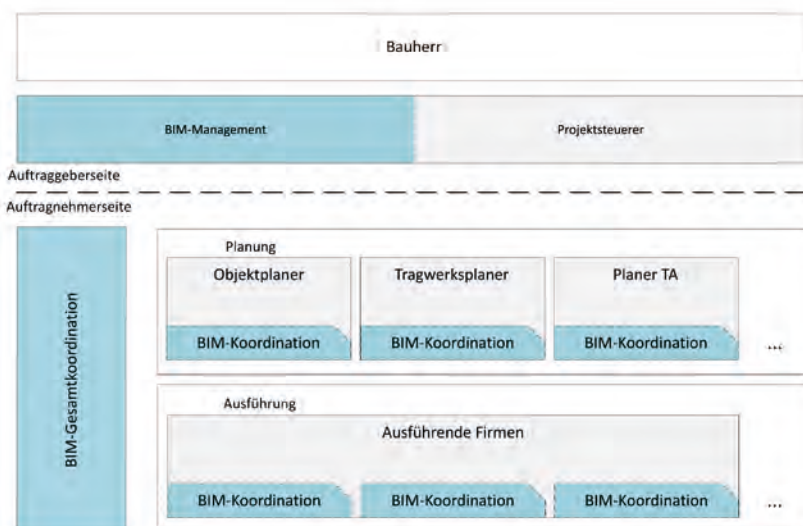 Bauherr
BIM-Management
Projektsteuerer
Auftraggeberseite
Auftragnehmerseite
BIM-Gesamtkoordination
Planung
Objektplaner
Tragwerksplaner
Planer TA
BIM-Koordination
BIM-Koordination
BIM-Koordination
...
Ausführung
Ausführende Firmen
BIM-Koordination
BIM-Koordination
BIM-Koordination
...